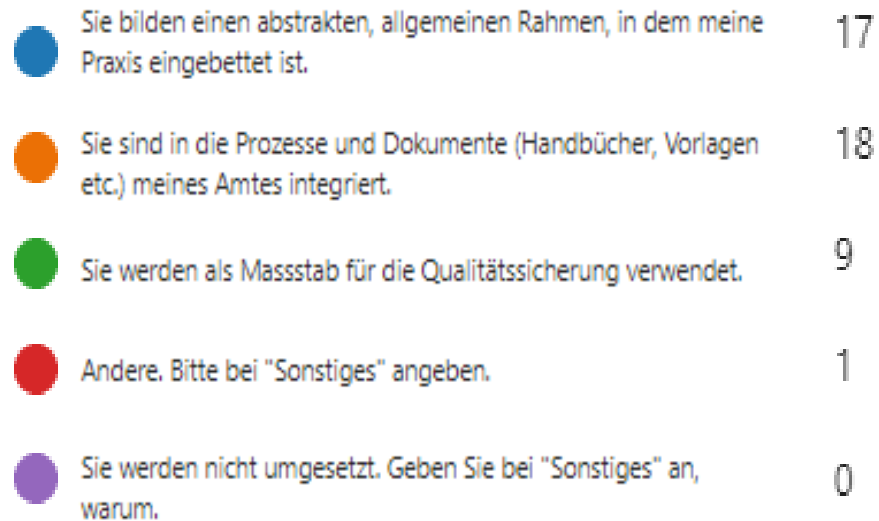 Sie bilden einen abstrakten, allgemeinen Rahmen, in dem meine 17
Praxis eingebettet ist.
Sie sind in die Prozesse und Dokumente (Handbücher, Vorlagen 18
etc.) meines Amtes integriert.
Sie werden als Massstab für die Qualitätssicherung verwendet. 9
Andere. Bitte bei "Sonstiges" angeben. 1
Sie werden nicht umgesetzt. Geben Sie bei "Sonstiges" an, 0
warum.